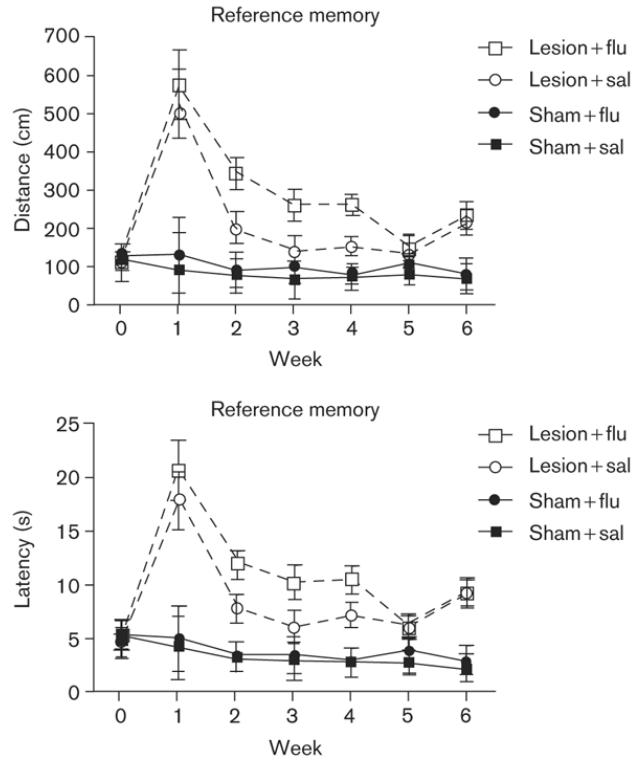 Reference memory
700
600
500
400
300
200
100
0
Distance (cm)
0 1 2 3 4 5 6
Week
Lesion+flu
Lesion+sal
Sham+flu
Sham+sal
Reference memory
25
20
15
10
5
0
Latency (s)
0 1 2 3 4 5 6
Week
Lesion+flu
Lesion+sal
Sham+flu
Sham+sal